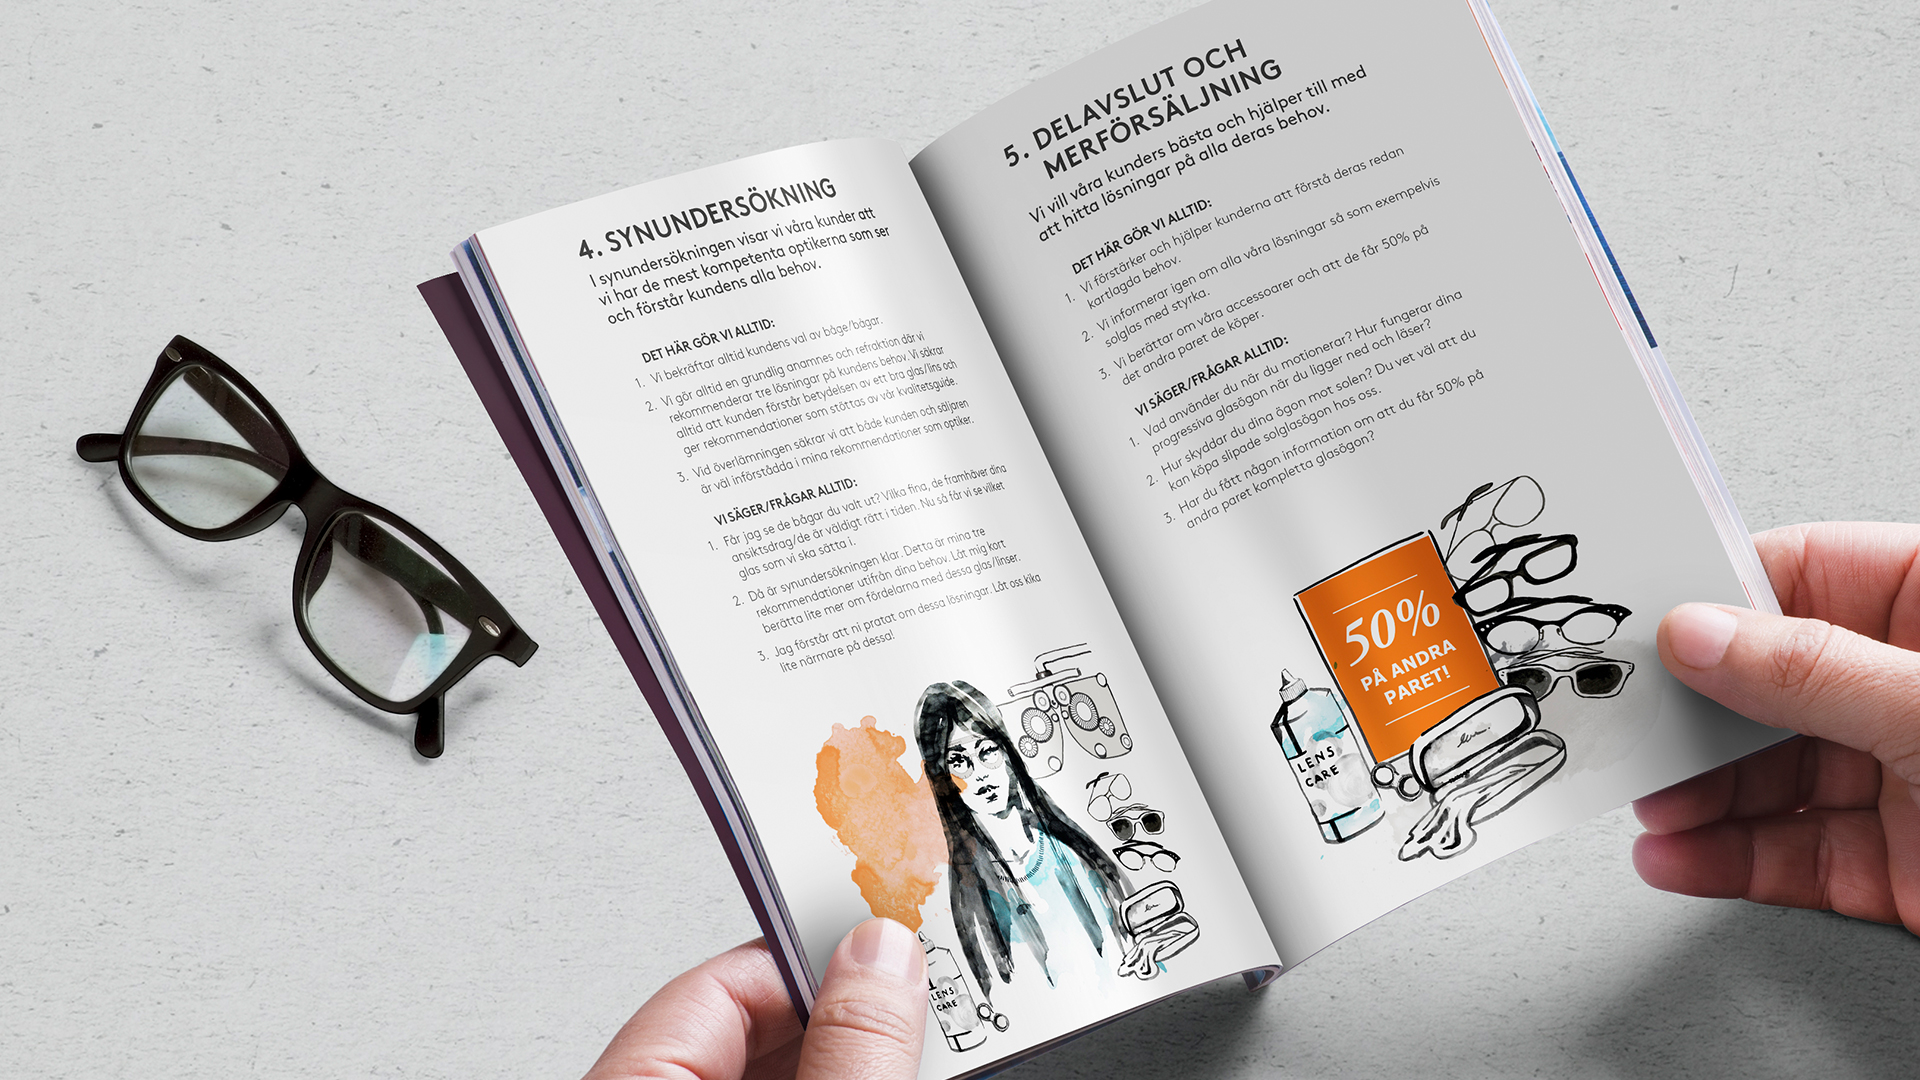 4. SYNUNDERSÖKNING
I synundersökningen visar vi våra kunder att
vi har de mest kompetenta optikerna som ser
och förstår kundens alla behov.
DET HÄR GÖR VI ALLTID:
1. Vi bekräftar alltid kundens val av båge/bågar.
2. Vi gör alltid en grundlig anamnes och refraktion där vi
rekommenderar tre lösningar på kundens behov. Vi säkrar
alltid att kunden förstår betydelsen av ett bra glas/lins och
ger rekommendationer som stöttas av vår kvalitetsguide.
3. Vid överlämningen säkrar vi att både kunden och säljaren
är väl införstådda i mina rekommendationer som optiker.
VI SÄGER/FRÅGAR ALLTID:
1. Får jag se de bågar du valt ut? Vilka fina, de framhäver dina
ansiktsdrag/de är väldigt rätt i tiden. Nu så får vi se vilket
glas som vi ska sätta i.
2. Då är synundersökningen klar. Detta är mina tre
rekommendationer utifrån dina behov. Låt mig kort
berätta lite mer om fördelarna med dessa glas/linser.
3. Jag förstår att ni pratat om dessa lösningar. Låt oss kika
lite närmare på dessa!
LENS
CARE
5. DELAVSLUT OCH
MERFÖRSÄLJNING
Vi vill våra kunders bästa och hjälper till med
att hitta lösningar på alla deras behov.
DET HÄR GÖR VI ALLTID:
1. Vi förstärker och hjälper kunderna att förstå deras redan
kartlagda behov.
2. Vi informerar igen om alla våra lösningar så som exempelvis
solglas med styrka.
3. Vi berättar om våra accessoarer och att de får 50% på
det andra paret de köper.
VI SÄGER/FRÅGAR ALLTID:
1. Vad använder du när du motionerar? Hur fungerar dina
progressiva glasögon när du ligger ned och läser?
2. Hur skyddar du dina ögon mot solen? Du vet väl att du
kan köpa slipade solglasögon hos oss.
3. Har du fått någon information om att du får 50% på
andra paret kompletta glasögon?
50%
PÅ ANDRA
PARET!
LENS
CARE